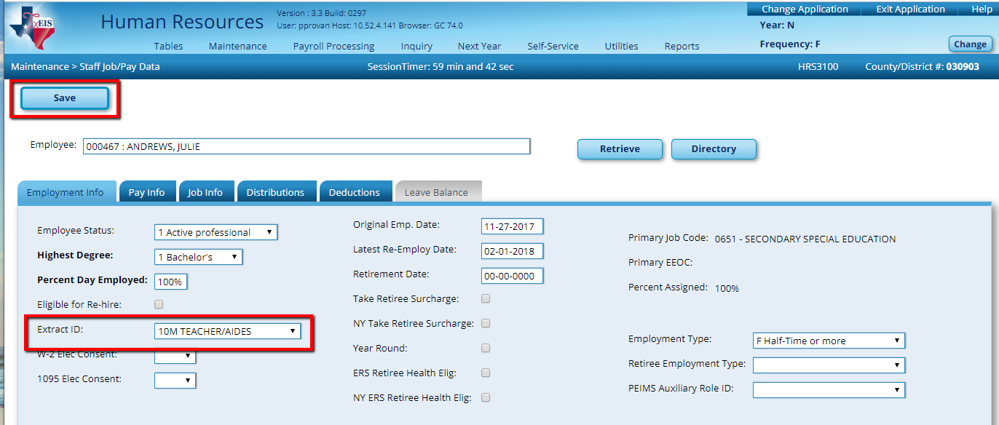 TxEIS
Human Resources
Version : 3.3 Build: 0297
User: pprovan Host: 10.52.4.141 Browser: GC 74.0
Change Application Exit Application Help
Year: N
Frequency: F
Change
Tables Maintenance Payroll Processing Inquiry Next Year Self-Service Utilities Reports
Maintenance > Staff Job/Pay Data SessionTimer: 59 min and 42 sec HRS3100 County/District #: 030903
Save
Employee: 000467 : ANDREWS, JULIE Retrieve Directory
Employment Info Pay Info Job Info Distributions Deductions Leave Balance
Employee Status: 1 Active professional
Highest Degree: 1 Bachelor's
Percent Day Employed: 100%
Eligible for Re-hire:
Extract ID: 10M TEACHER/AIDES
W-2 Elec Consent:
1095 Elec Consent:
Original Emp. Date: 11-27-2017
Latest Re-Employ Date: 02-01-2018
Retirement Date: 00-00-0000
Take Retiree Surcharge:
NY Take Retiree Surcharge:
Year Round:
ERS Retiree Health Elig:
NY ERS Retiree Health Elig:
Primary Job Code: 0651 - SECONDARY SPECIAL EDUCATION
Primary EEOC:
Percent Assigned: 100%
Employment Type: F Half-Time or more
Retiree Employment Type:
PEIMS Auxiliary Role ID: